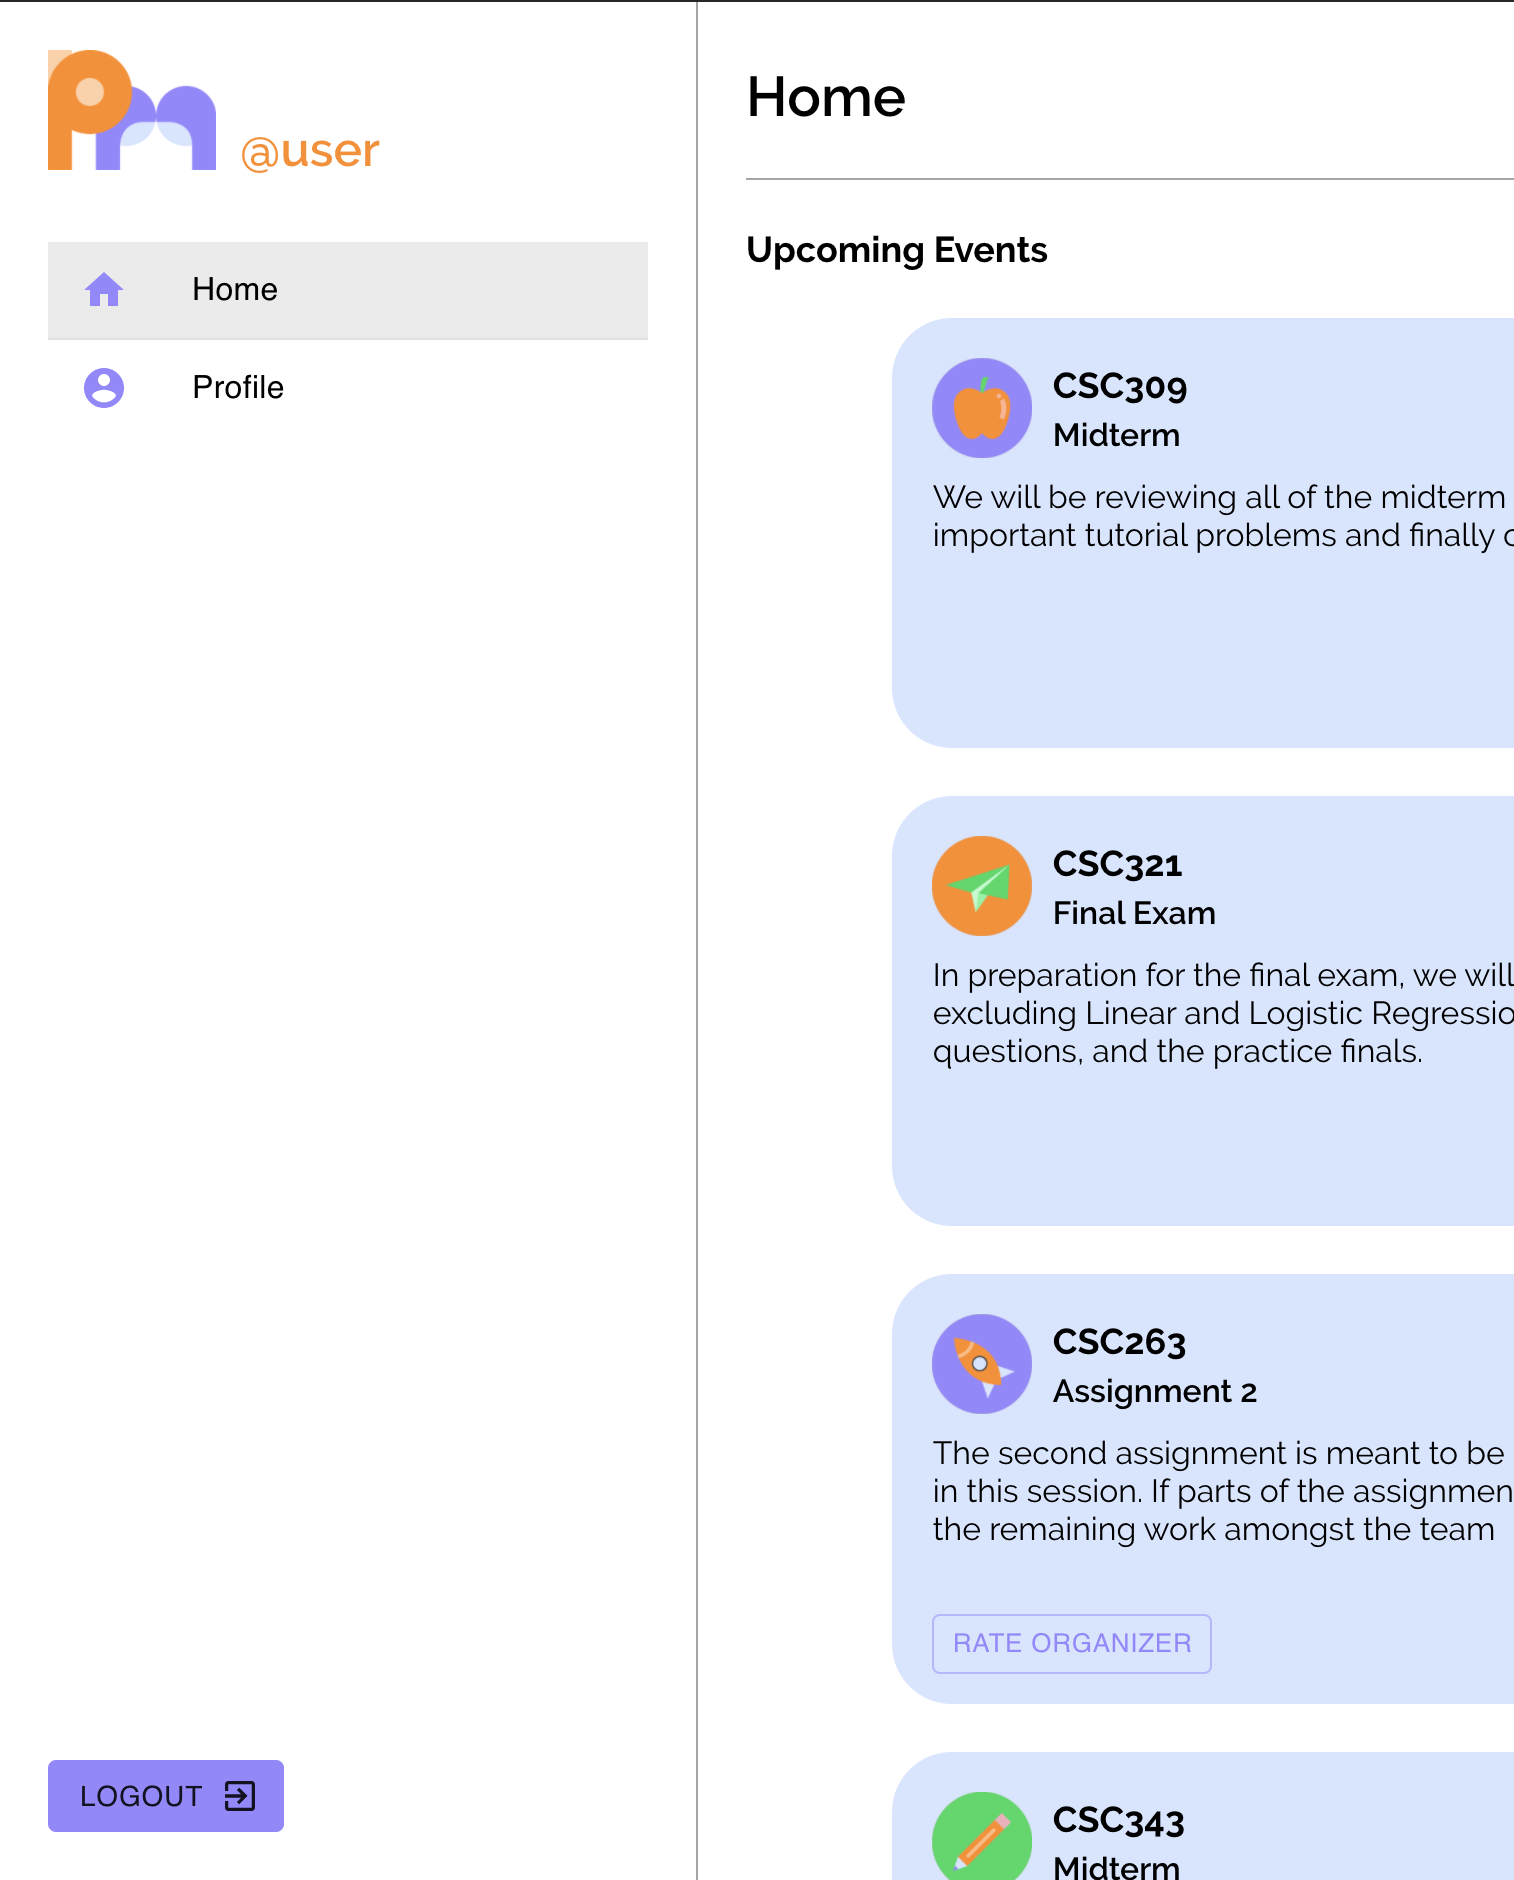 Pm @user
Home
Profile
LOGOUT
Home
Upcoming Events
CSC309
Midterm
We will be reviewing all of the midterm
important tutorial problems and finally
CSC321
Final Exam
In preparation for the final exam, we will
excluding Linear and Logistic Regressio
questions, and the practice finals.
CSC263
Assignment 2
The second assignment is meant to be
in this session. If parts of the assignmen
the remaining work amongst the team
RATE ORGANIZER
CSC343
Midterm